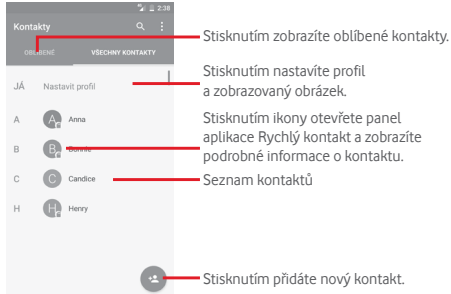 2:38
Kontakty
OBLÍBENÉ
VŠECHNY KONTAKTY
JÁ Nastavit profil
A A Anna
B B Bonnie
C C Candice
H H Henry
Stisknutím zobrazíte oblíbené kontakty.
Stisknutím nastavíte profil
a zobrazovaný obrázek.
Stisknutím ikony otevřete panel
aplikace Rychlý kontakt a zobrazíte
podrobné informace o kontaktu.
Seznam kontaktů
Stisknutím přidáte nový kontakt.